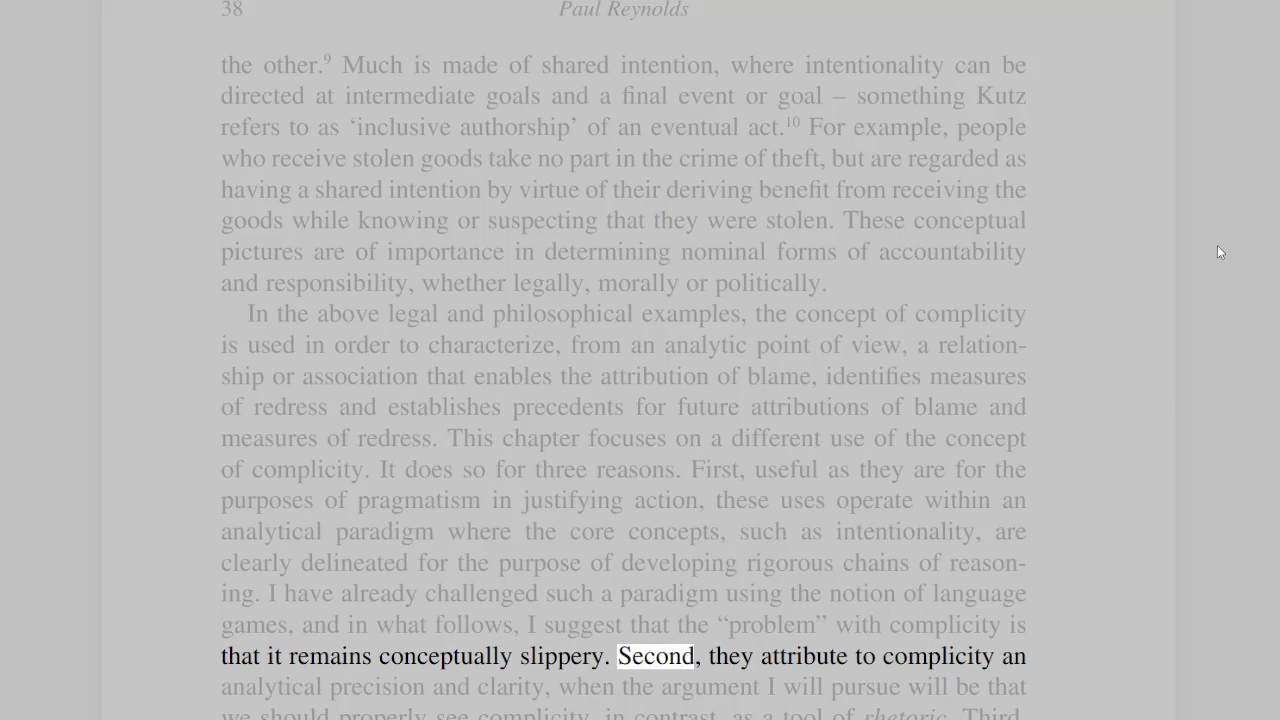 38 Paul Reynolds
the other.⁹ Much is made of shared intention, where intentionality can be
directed at intermediate goals and a final event or goal – something Kutz
refers to as ‘inclusive authorship’ of an eventual act.¹⁰ For example, people
who receive stolen goods take no part in the crime of theft, but are regarded as
having a shared intention by virtue of their deriving benefit from receiving the
goods while knowing or suspecting that they were stolen. These conceptual
pictures are of importance in determining nominal forms of accountability
and responsibility, whether legally, morally or politically.
In the above legal and philosophical examples, the concept of complicity
is used in order to characterize, from an analytic point of view, a relation-
ship or association that enables the attribution of blame, identifies measures
of redress and establishes precedents for future attributions of blame and
measures of redress. This chapter focuses on a different use of the concept
of complicity. It does so for three reasons. First, useful as they are for the
purposes of pragmatism in justifying action, these uses operate within an
analytical paradigm where the core concepts, such as intentionality, are
clearly delineated for the purpose of developing rigorous chains of reason-
ing. I have already challenged such a paradigm using the notion of language
games, and in what follows, I suggest that the “problem” with complicity is
that it remains conceptually slippery. Second, they attribute to complicity an
analytical precision and clarity, when the argument I will pursue will be that
we should properly see complicity, in contrast, as a tool of rhetoric. Third,